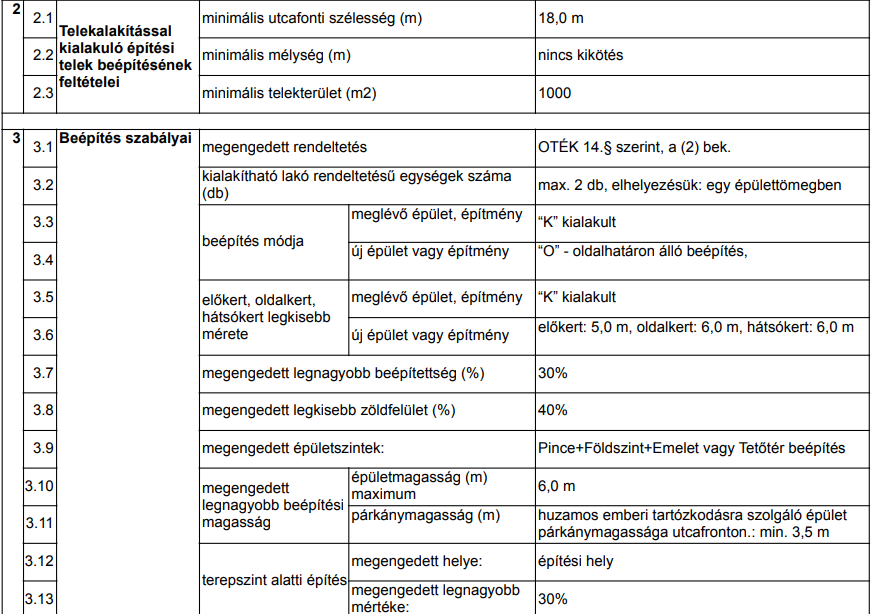 2
2.1
Telekalakítással
kialakuló építési
telek beépítésének
feltételei
minimális utcafonti szélesség (m)
18,0 m
2.2
minimális mélység (m)
nincs kikötés
2.3
minimális telekterület (m2)
1000
3
3.1
Beépítés szabályai
megengedett rendeltetés
OTÉK 14.§ szerint, a (2) bek.
3.2
kialakítható lakó rendeltetésű egységek száma
(db)
max. 2 db, elhelyezésük: egy épülettömegben
3.3
beépítés módja
meglévő épület, építmény
“K” kialakult
3.4
új épület vagy építmény
“O” - oldalhatáron álló beépítés,
3.5
előkert, oldalkert,
hátsókert legkisebb
mérete
meglévő épület, építmény
“K” kialakult
3.6
új épület vagy építmény
előkert: 5,0 m, oldalkert: 6,0 m, hátsókert: 6,0 m
3.7
megengedett legnagyobb beépítettség (%)
30%
3.8
megengedett legkisebb zöldfelület (%)
40%
3.9
megengedett épületszintek:
Pince+Földszint+Emelet vagy Tetőtér beépítés
3.10
megengedett
legnagyobb beépítési
magasság
épületmagasság (m)
maximum
6,0 m
3.11
párkánymagasság (m)
huzamos emberi tartózkodásra szolgáló épület
párkánymagassága utcafronton.: min. 3,5 m
3.12
terepszint alatti építés
megengedett helye:
építési hely
3.13
megengedett legnagyobb
mértéke:
30%